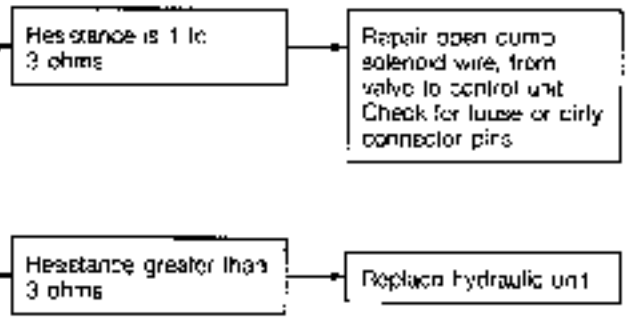 Resistance is 1 to
3 ohms
Repair open dump
solenoid wire, from
valve to control unit
Check for loose or dirty
connector pins
Resistance greater than
3 ohms
Replace hydraulic unit